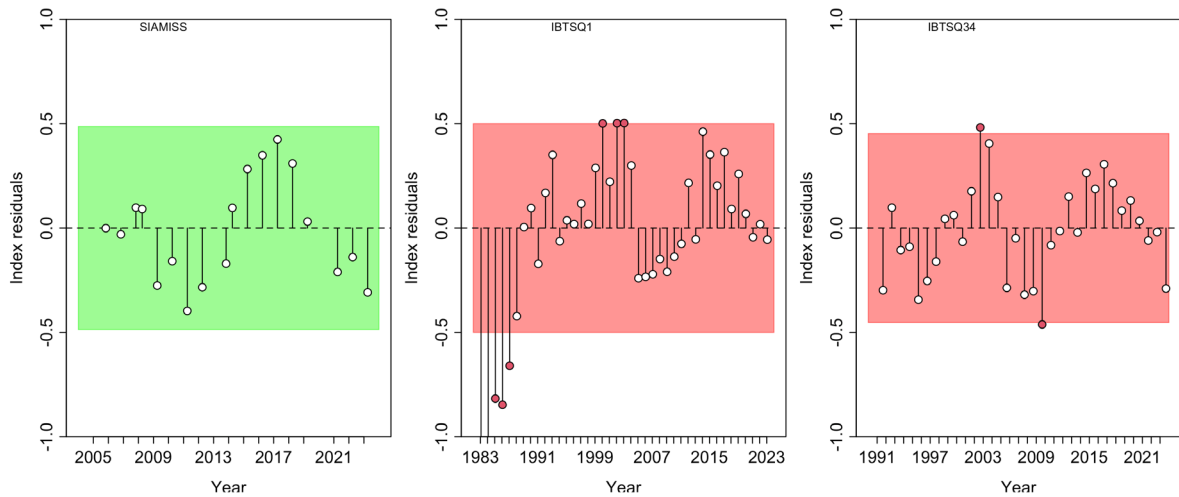 SIAMISS
Index residuals
1.0
0.5
0.0
-0.5
-1.0
2005 2009 2013 2017 2021
Year
IBTSQ1
Index residuals
1.0
0.5
0.0
-0.5
-1.0
1983 1991 1999 2007 2015 2023
Year
IBTSQ34
Index residuals
1.0
0.5
0.0
-0.5
-1.0
1991 1997 2003 2009 2015 2021
Year